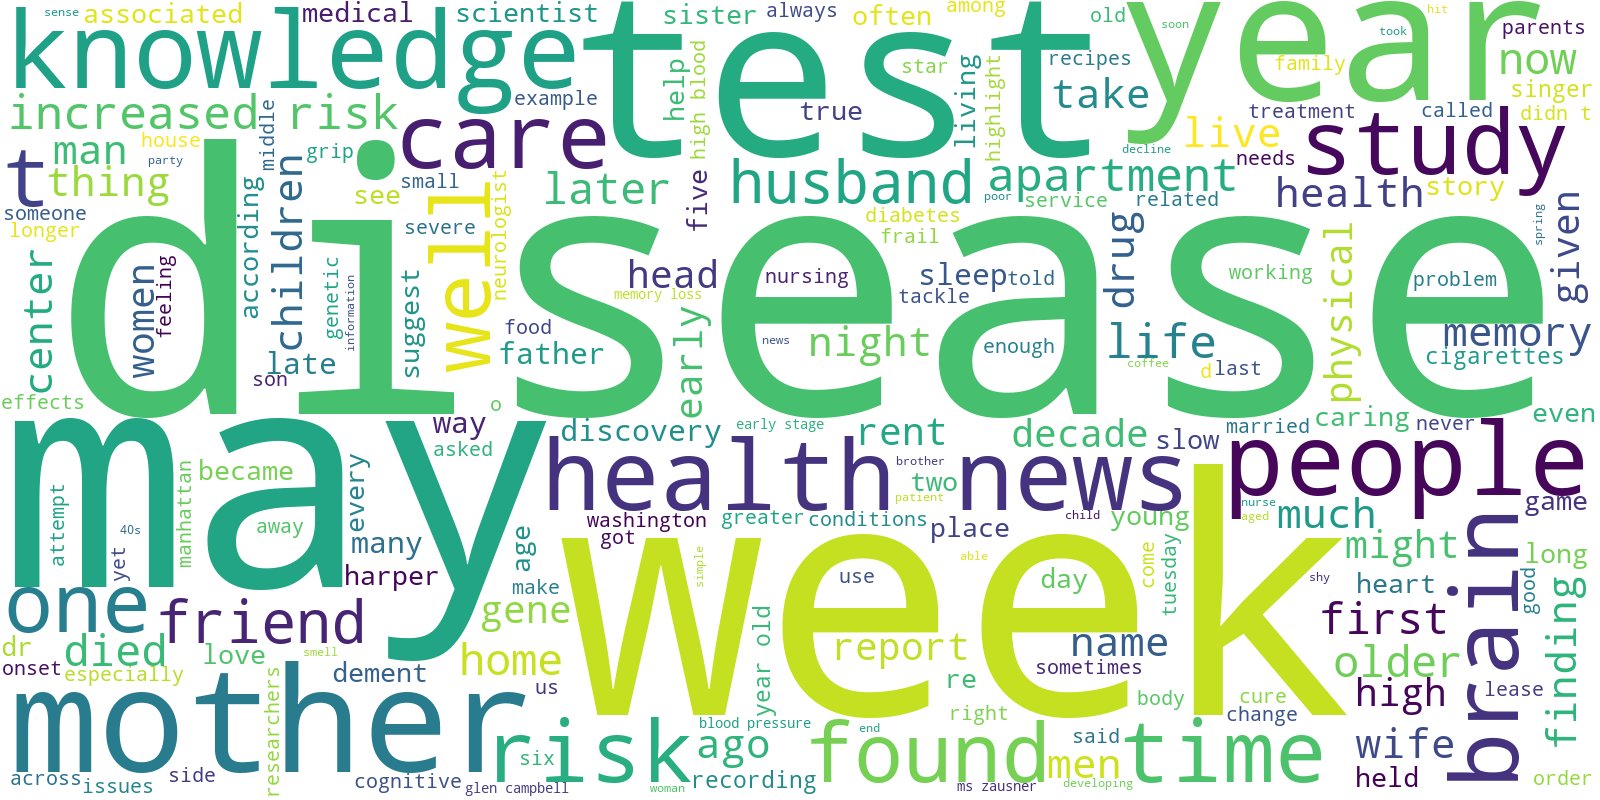 sense
associated
medical
scientist
sister
always
often
among
old
soon
hit
took
parents
knowledge
test
year
now
star
recipes
family
singer
help
high blood
living
highlight
take
treatment
called
didn t
increased risk
example
true
care
live
study
man
house
middle
grip
decline
needs
t
party
thing
children
see
small
later
five
husband
apartment
health
story
someone
longer
according
severe
well
neurologist
diabetes
frail
poor
service
related
drug
spring
given
disease
center
women
feeling
genetic
information
suggest
head
nursing
sleep
told
working
physical
problem
memory loss
tackle
food
father
news
night
enough
life
memory
late
son
early
coffee
cigarettes
d
last
effects
o
may
way
asked
discovery
early stage
rent
decade
slow
married
caring
never
even
became
manhattan
attempt
every
health news
brother
two
people
away
40s
yet
many
washington
got
greater
conditions
patient
place
child
young
nurse
aged
much
game
harper
age
make
simple
week
use
able
day
come
tuesday
shy
might
heart
brain
long
good
finding
one
friend
gene
year old
report
name
sometimes
first
dr
died
love
smell
home
older
onset
especially
dement
us
re
body
cure
high
lease
mother
researchers
blood pressure
right
change
risk
ago
six
end
found
men
said
time
wife
across
issues
side
cognitive
glen campbell
recording
woman
ms zausner
developing
held
order